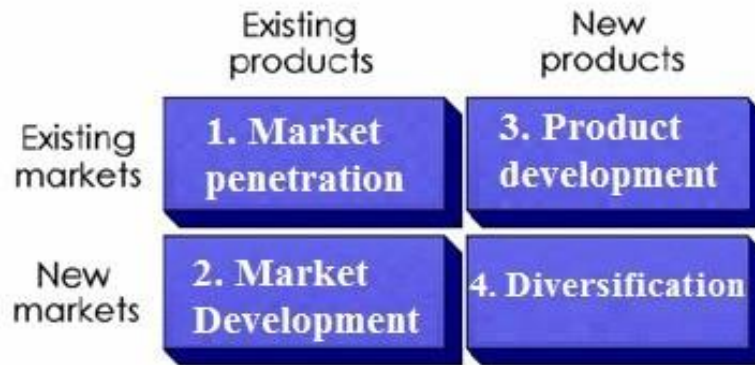 Existing
products
New
products
Existing
markets
1. Market
penetration
3. Product
development
New
markets
2. Market
Development
4. Diversification